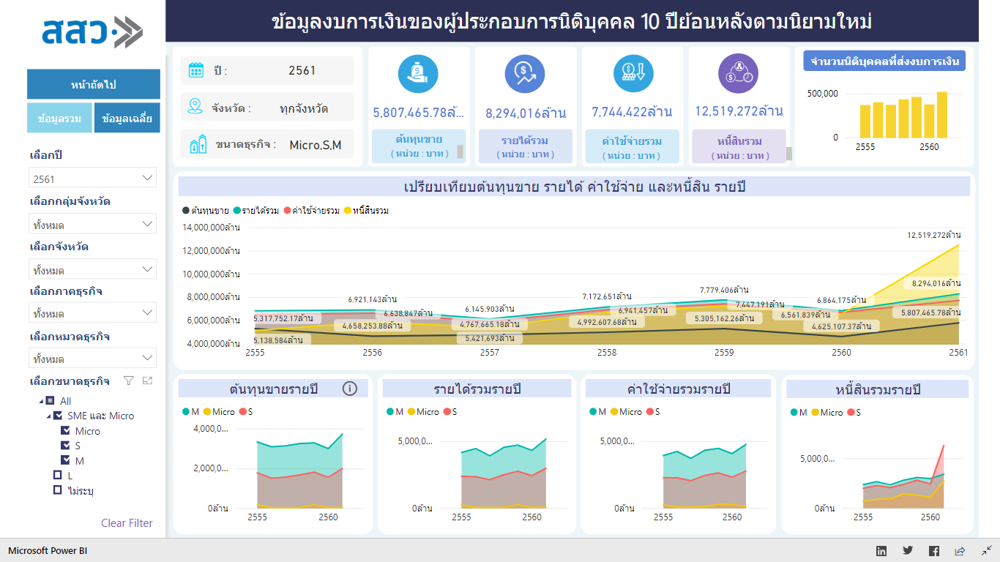 สสว
ข้อมูลงบการเงินของผู้ประกอบการนิติบุคคล 10 ปีย้อนหลังตามนิยามใหม่
หน้าถัดไป
ข้อมูลรวม
ข้อมูลเฉลี่ย
เลือกปี
2561
เลือกกลุ่มจังหวัด
ทั้งหมด
เลือกจังหวัด
ทั้งหมด
เลือกภาคธุรกิจ
ทั้งหมด
เลือกหมวดธุรกิจ
ทั้งหมด
เลือกขนาดธุรกิจ
All
SME และ Micro
Micro
S
M
L
ไม่ระบุ
Clear Filter
ปี : 2561
จังหวัด : ทุกจังหวัด
ขนาดธุรกิจ : Micro,S,M
5,807,465.78ล้...
ต้นทุนขาย
( หน่วย : บาท )
8,294,016ล้าน
รายได้รวม
( หน่วย : บาท )
7,744,422ล้าน
ค่าใช้จ่ายรวม
( หน่วย : บาท )
12,519,272ล้าน
หนี้สินรวม
( หน่วย : บาท )
จำนวนนิติบุคคลที่ส่งงบการเงิน
500,000
0
2555 2560
เปรียบเทียบต้นทุนขาย รายได้ ค่าใช้จ่าย และหนี้สิน รายปี
ต้นทุนขาย รายได้รวม ค่าใช้จ่ายรวม หนี้สินรวม
14,000,000ล้าน
12,000,000ล้าน
10,000,000ล้าน
8,000,000ล้าน
6,000,000ล้าน
4,000,000ล้าน
12,519,272ล้าน
8,294,016ล้าน
7,779,406ล้าน
7,172,651ล้าน
6,921,143ล้าน
6,864,175ล้าน
7,447,191ล้าน
6,145,903ล้าน
6,941,457ล้าน
6,638,847ล้าน
6,561,839ล้าน
5,807,465.78ล้าน
5,317,752.17ล้าน
5,305,162.26ล้าน
4,992,607.68ล้าน
4,658,253.88ล้าน
4,767,665.18ล้าน
4,625,107.37ล้าน
5,138,584ล้าน
5,421,693ล้าน
2555 2556 2557 2558 2559 2560 2561
ต้นทุนขายรายปี
M Micro S
4,000,0...
2,000,0...
0ล้าน
2555 2560
รายได้รวมรายปี
M Micro S
5,000,0...
0ล้าน
2555 2560
ค่าใช้จ่ายรวมรายปี
M Micro S
5,000,0...
0ล้าน
2555 2560
หนี้สินรวมรายปี
M Micro S
5,000,0...
0ล้าน
2555 2560
Microsoft Power BI